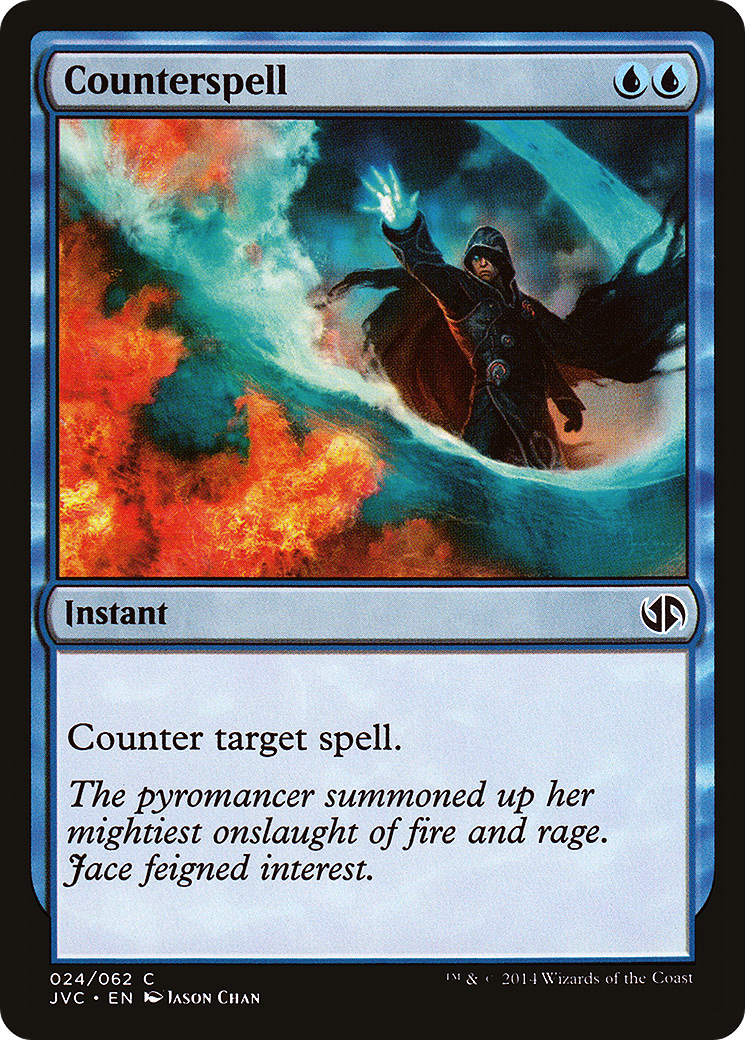 Counterspell
Instant
Counter target spell.
The pyromancer summoned up her
mightiest onslaught of fire and rage.
Jace feigned interest.
024/062 C
JVC • EN Jason Chan
™ & © 2014 Wizards of the Coast